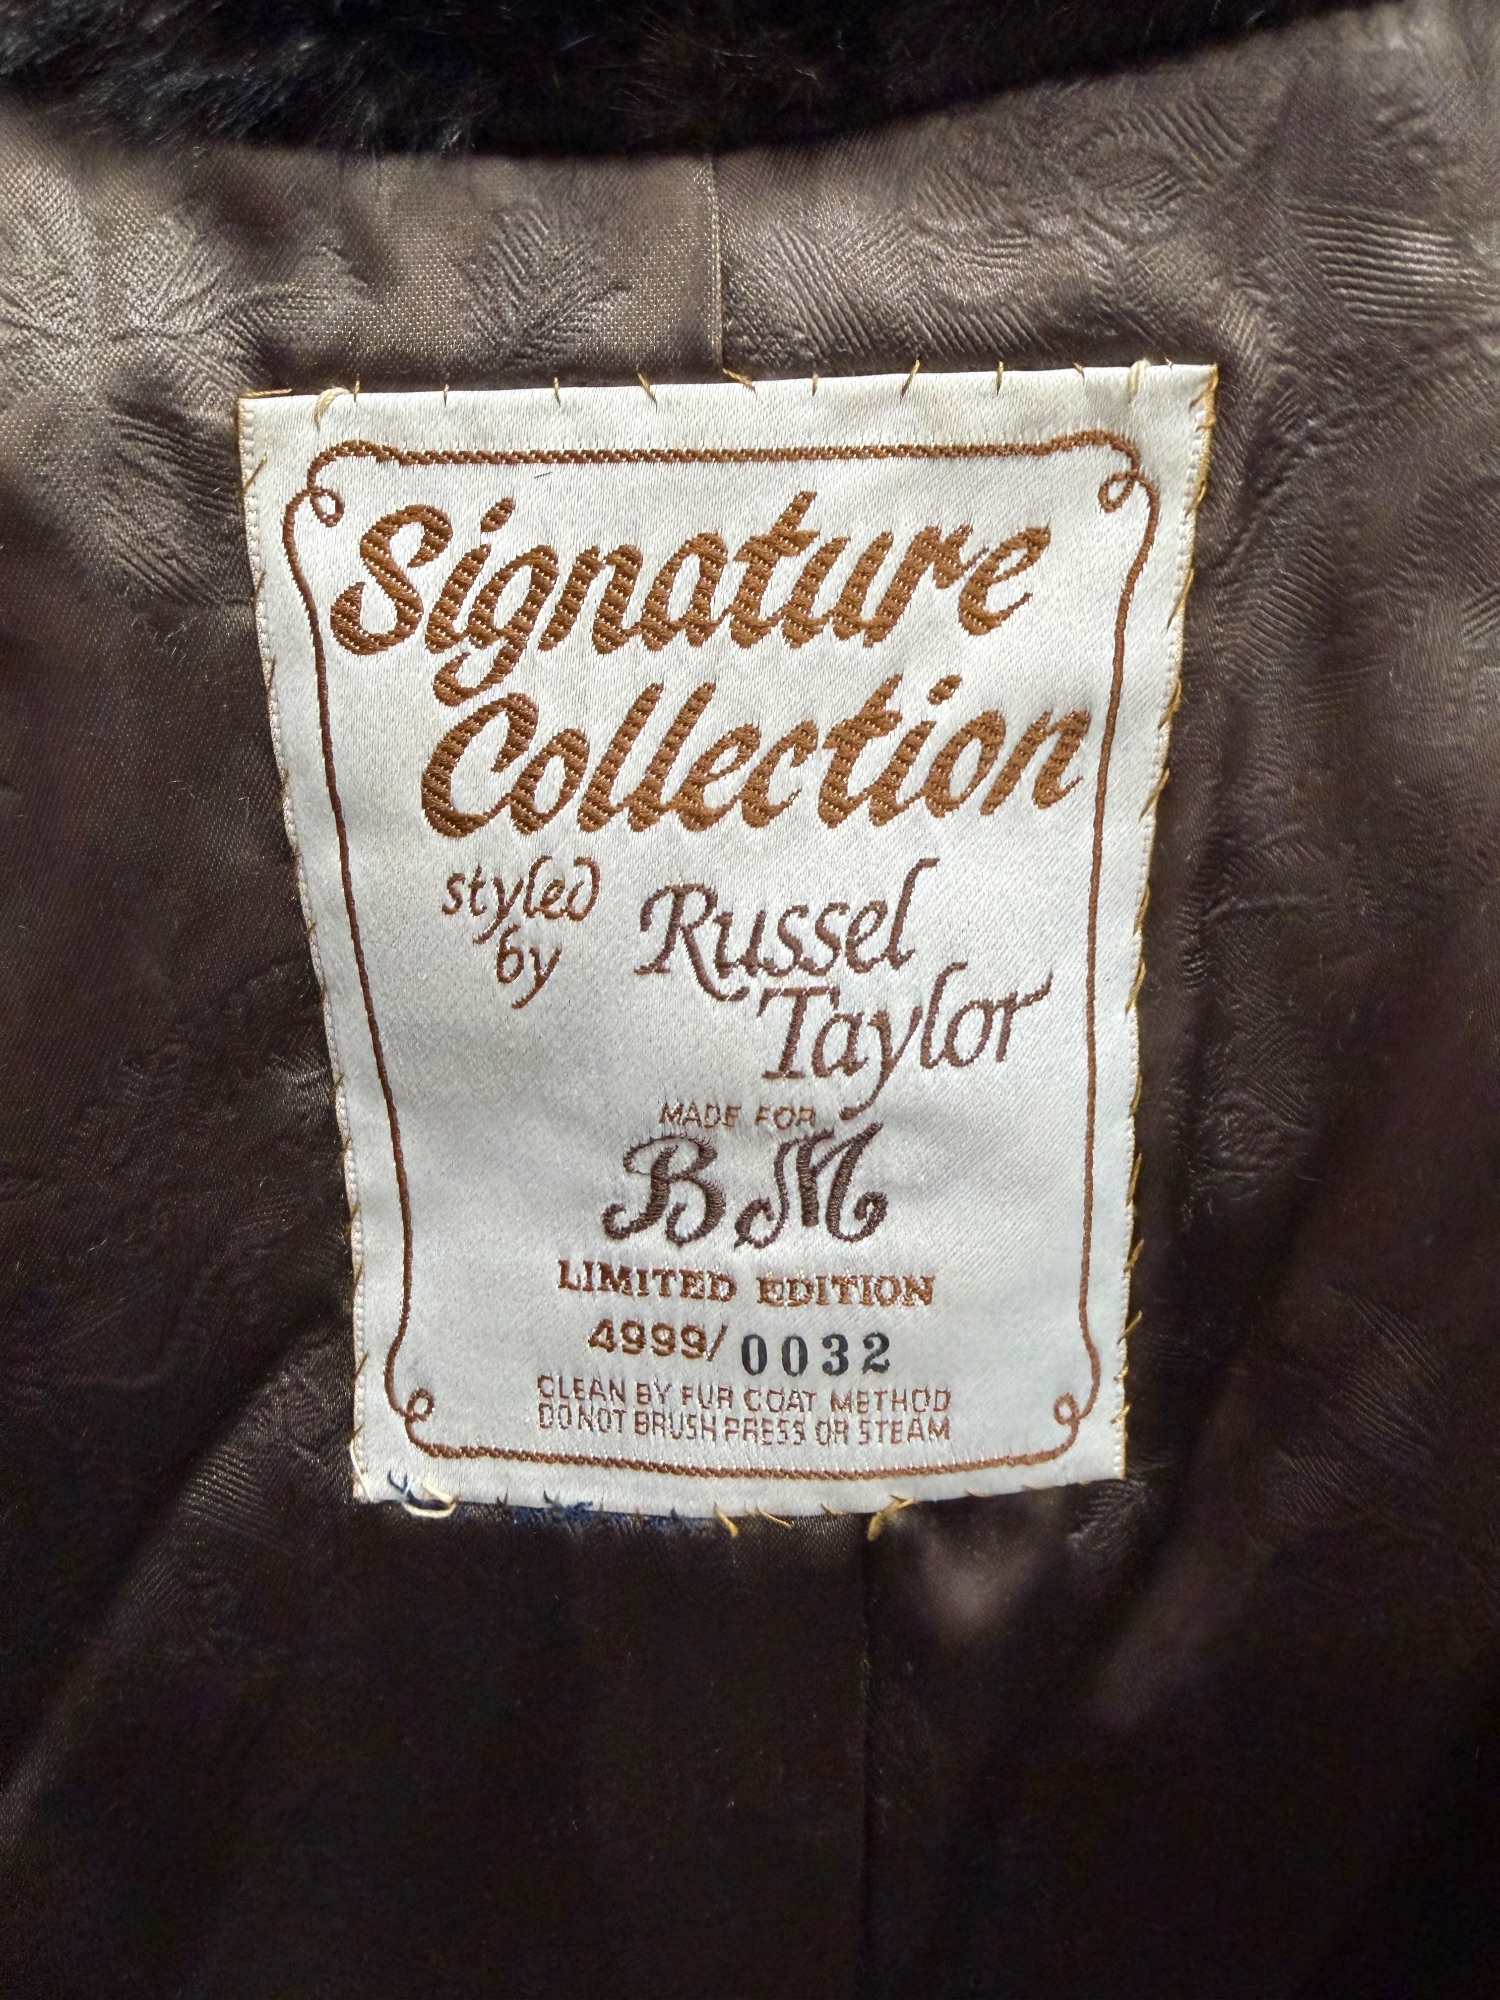 Signature
Collection
styled by Russel
Taylor
MADE FOR
BM
LIMITED EDITION
4999/0032
CLEAN BY FUR COAT METHOD
DO NOT BRUSH PRESS OR STEAM